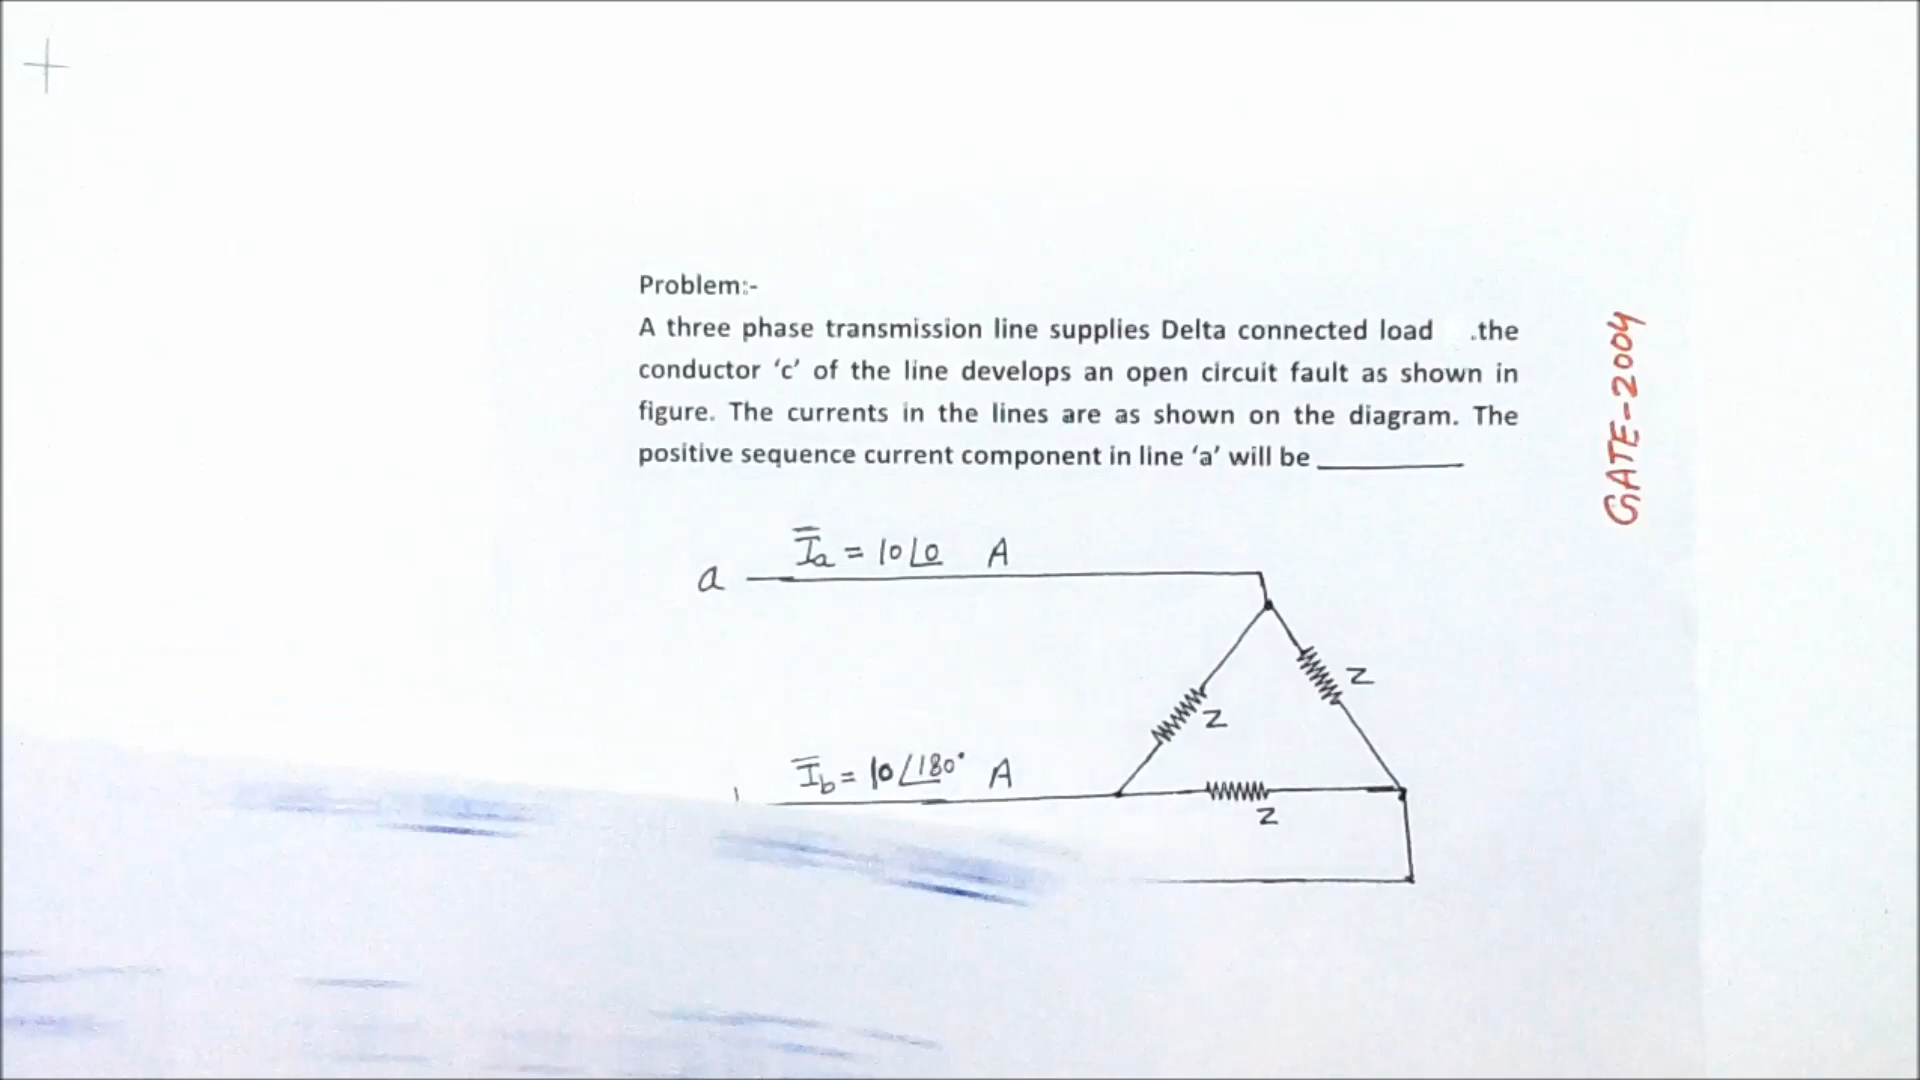 Problem:-
A three phase transmission line supplies Delta connected load .the
conductor ‘c’ of the line develops an open circuit fault as shown in
figure. The currents in the lines are as shown on the diagram. The
positive sequence current component in line ‘a’ will be
GATE-2004
Ia = 10∠0 A
a
Z
Z
Ib = 10∠180° A
Z